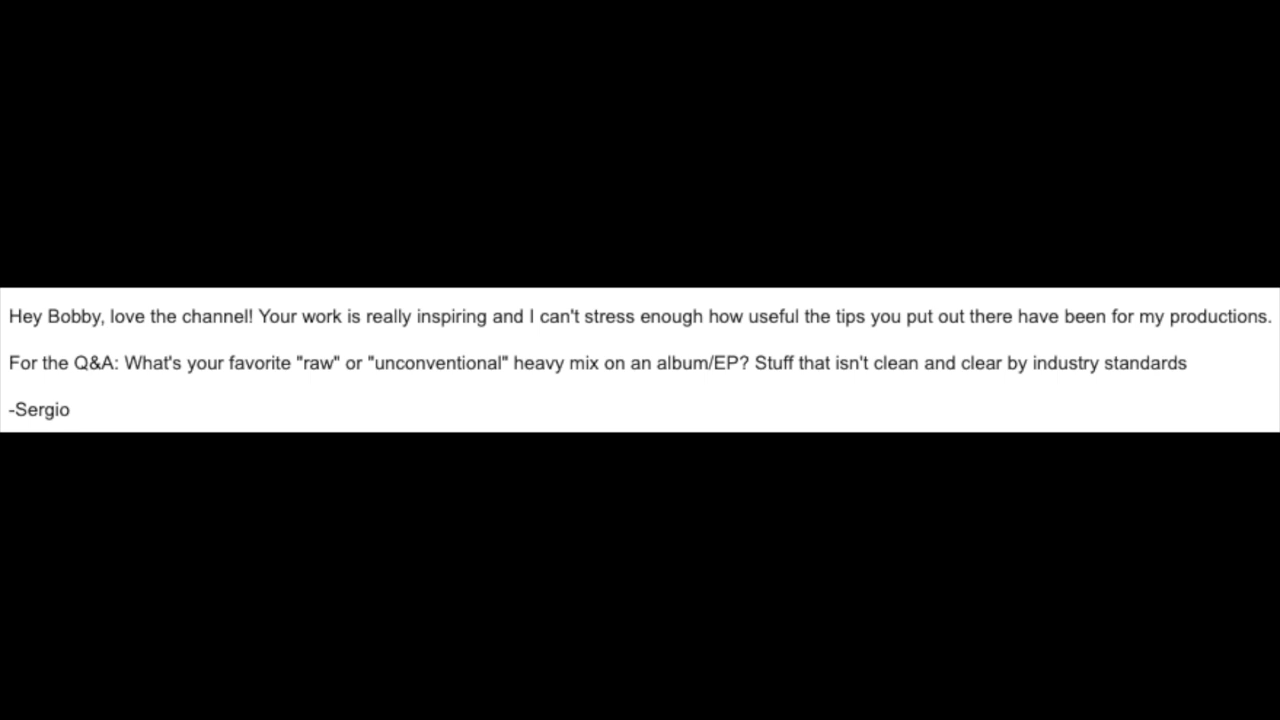 Hey Bobby, love the channel! Your work is really inspiring and I can't stress enough how useful the tips you put out there have been for my productions.
For the Q&A: What's your favorite "raw" or "unconventional" heavy mix on an album/EP? Stuff that isn't clean and clear by industry standards
-Sergio